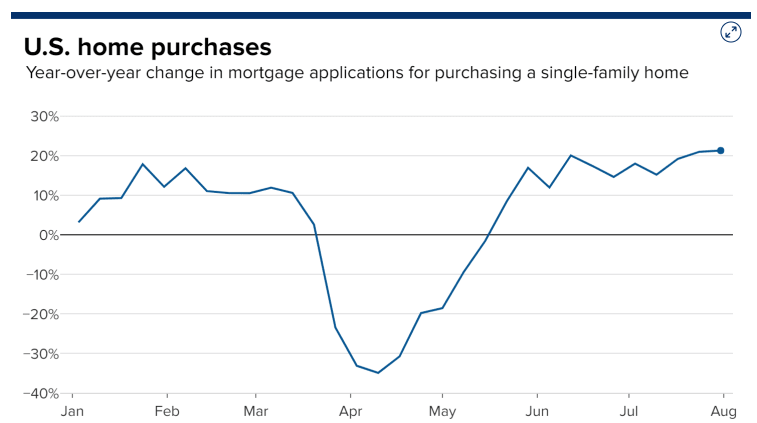 U.S. home purchases
Year-over-year change in mortgage applications for purchasing a single-family home
30%
20%
10%
0%
−10%
−20%
−30%
−40%
Jan Feb Mar Apr May Jun Jul Aug